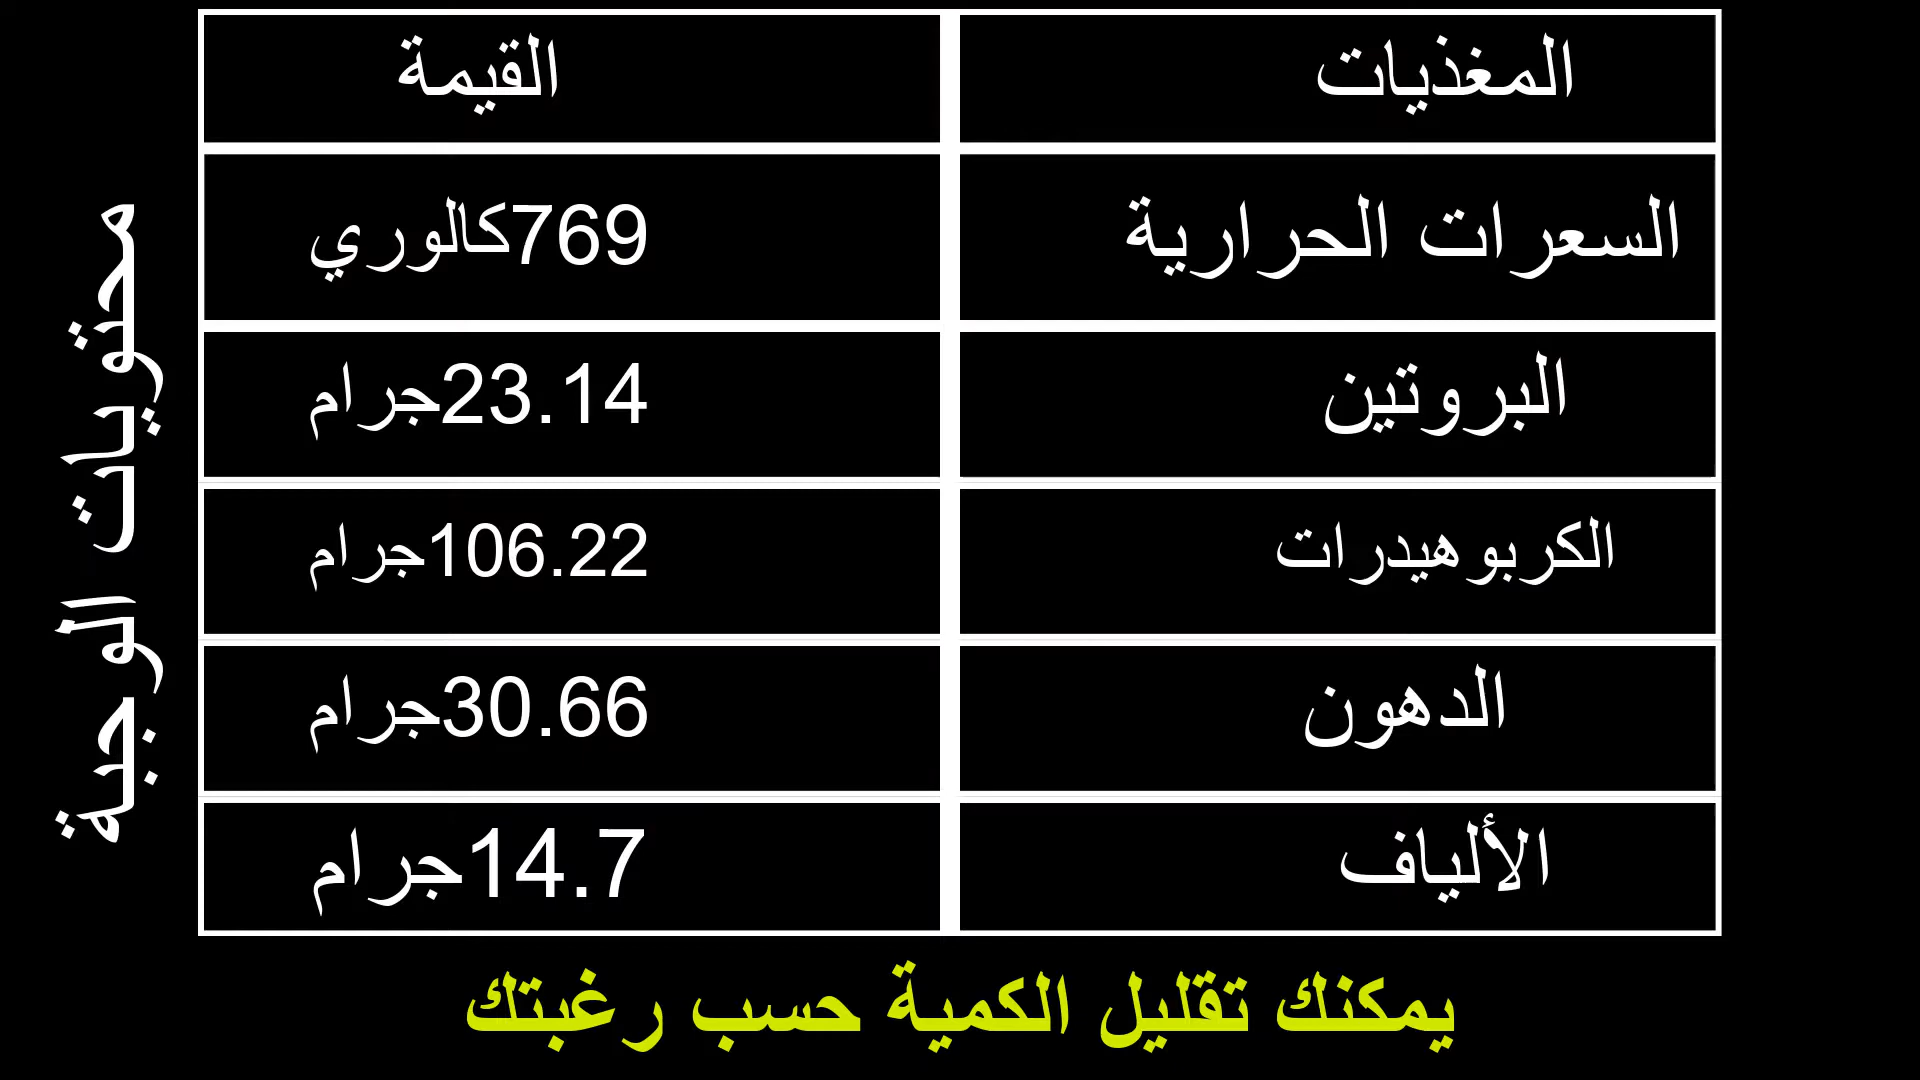 محتويات الوجبة
المغذيات القيمة
السعرات الحرارية 769كالوري
البروتين 23.14جرام
الكربوهيدرات 106.22جرام
الدهون 30.66جرام
الألياف 14.7جرام
يمكنك تقليل الكمية حسب رغبتك